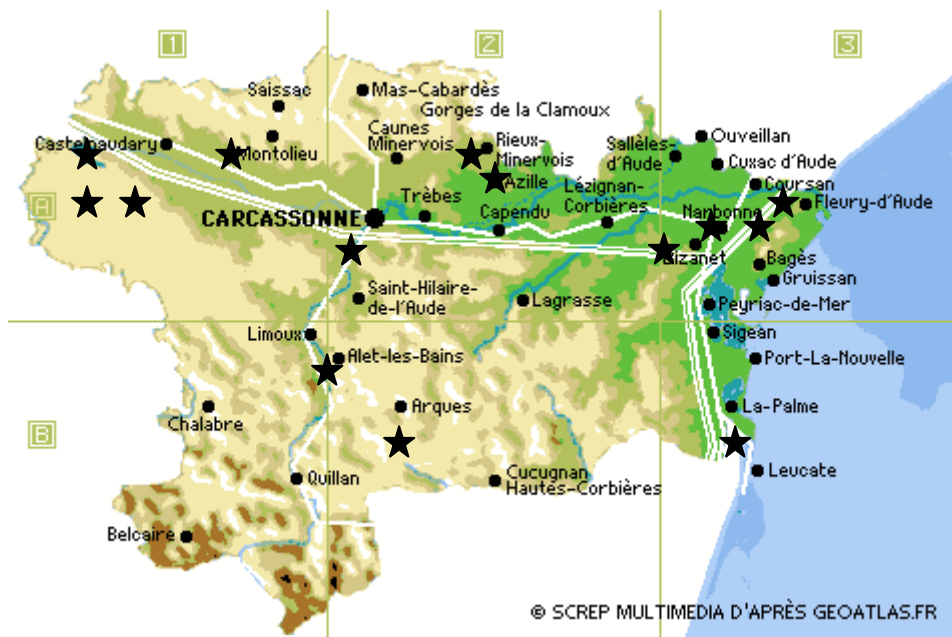 1
2
3
Saissac
Mas-Cabardès
Gorges de la Clamoux
Castelnaudary
Montolieu
Caunes
Minervois
Rieux-
Minervois
Azille
Sallèles-
d'Aude
Ouveillan
Cuxac d'Aude
Coursan
Fleury-d'Aude
A
CARCASSONNE
Trèbes
Capendu
Lézignan-
Corbières
Narbonne
Bizanet
Bagès
Gruissan
Saint-Hilaire-
de-l'Aude
Lagrasse
Peyriac-de-Mer
Limoux
Sigean
Alet-les-Bains
Port-La-Nouvelle
Chalabre
Arques
La-Palme
B
Quillan
Cucugnan
Hautes-Corbières
Leucate
Belcaire
© SCREP MULTIMEDIA D'APRÈS GEOATLAS.FR